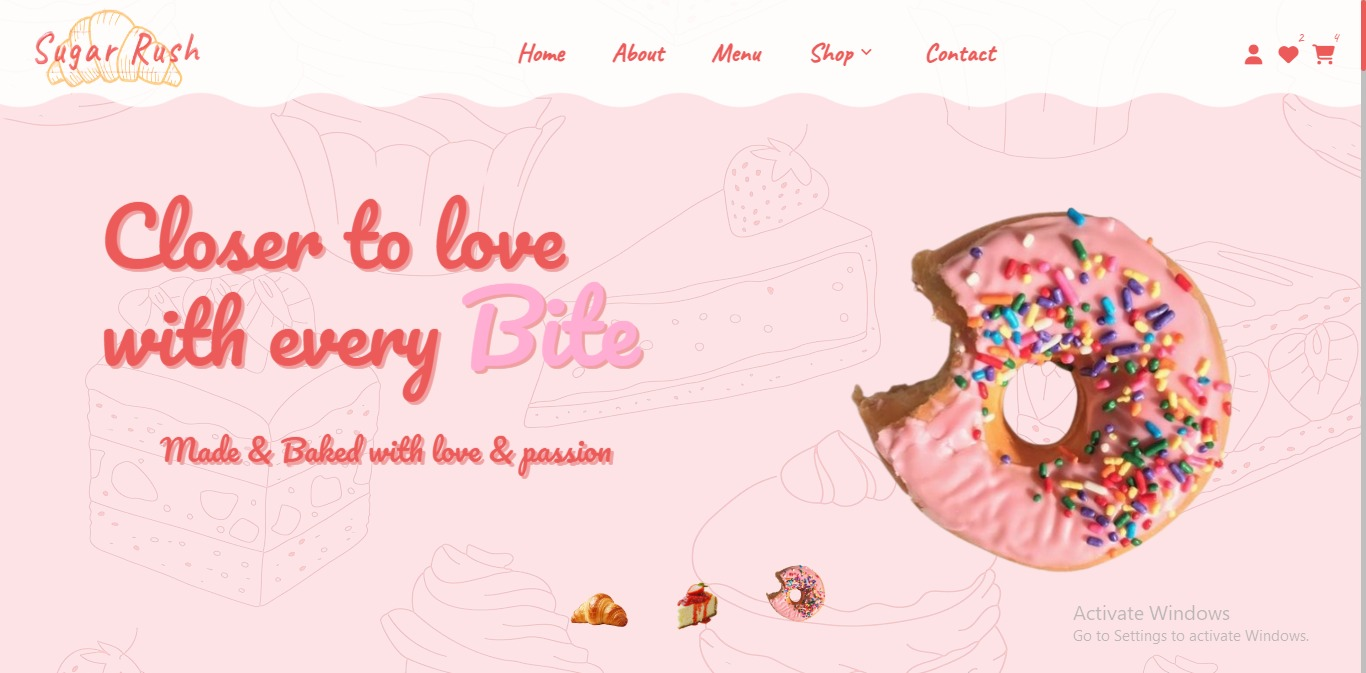 Sugar Rush
Home About Menu Shop Contact
2 4
Closer to love
with every Bite
Made & Baked with love & passion
Activate Windows
Go to Settings to activate Windows.